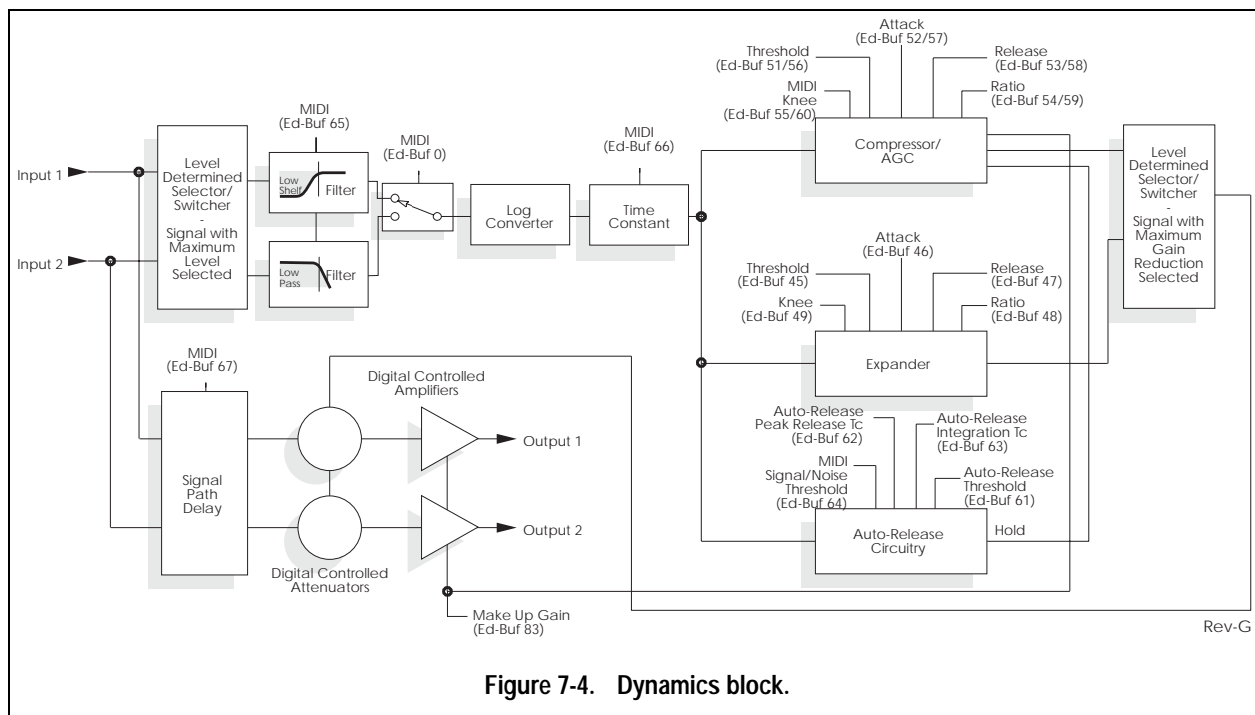 Attack
(Ed-Buf 52/57)
Threshold
(Ed-Buf 51/56)
Release
(Ed-Buf 53/58)
MIDI
Knee
(Ed-Buf 55/60)
Ratio
(Ed-Buf 54/59)
MIDI
(Ed-Buf 65)
MIDI
(Ed-Buf 0)
MIDI
(Ed-Buf 66)
Input 1
Input 2
Level
Determined
Selector/
Switcher
-
Signal with
Maximum
Level
Selected
Low
Shelf
Filter
Low
Pass
Filter
Log
Converter
Time
Constant
Compressor/
AGC
Level
Determined
Selector/
Switcher
-
Signal with
Maximum
Gain
Reduction
Selected
Attack
(Ed-Buf 46)
Threshold
(Ed-Buf 45)
Release
(Ed-Buf 47)
Knee
(Ed-Buf 49)
Ratio
(Ed-Buf 48)
Expander
MIDI
(Ed-Buf 67)
Digital Controlled
Amplifiers
Signal
Path
Delay
Output 1
Output 2
Digital Controlled
Attenuators
Auto-Release
Peak Release Tc
(Ed-Buf 62)
Auto-Release
Integration Tc
(Ed-Buf 63)
MIDI
Signal/Noise
Threshold
(Ed-Buf 64)
Auto-Release
Threshold
(Ed-Buf 61)
Auto-Release
Circuitry
Hold
Make Up Gain
(Ed-Buf 83)
Rev-G
Figure 7-4. Dynamics block.